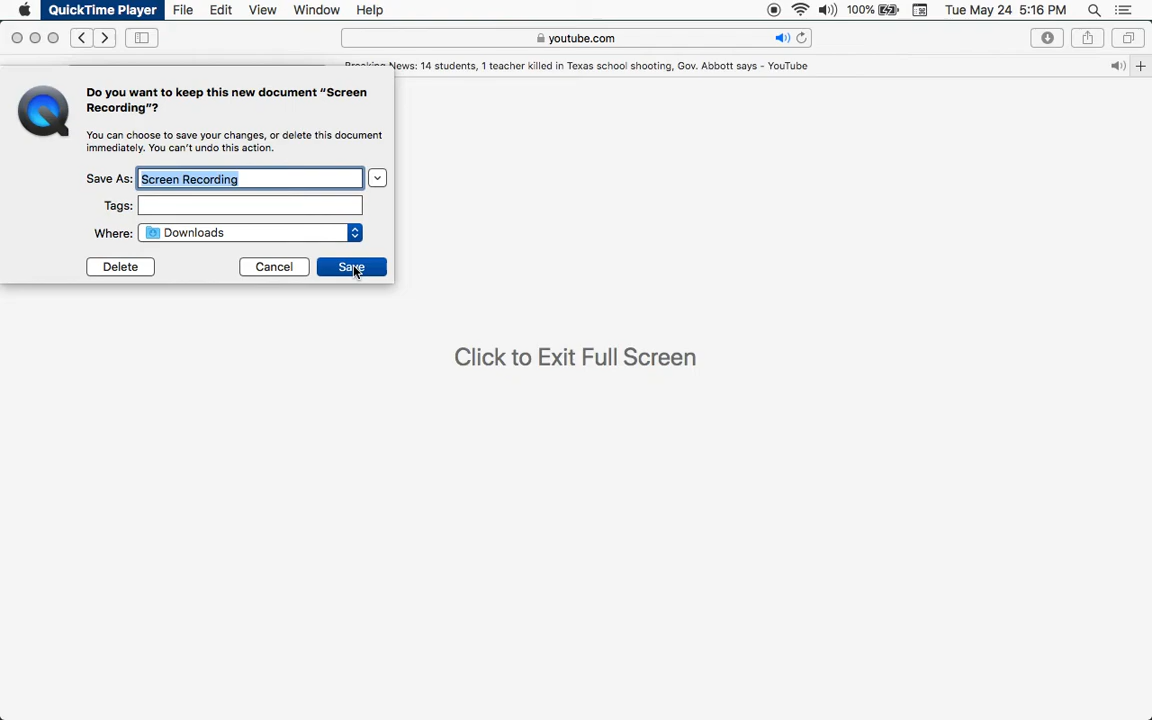 QuickTime Player File Edit View Window Help 100% Tue May 24 5:16 PM
youtube.com
Breaking News: 14 students, 1 teacher killed in Texas school shooting, Gov. Abbott says - YouTube
Do you want to keep this new document “Screen
Recording”?
You can choose to save your changes, or delete this document
immediately. You can’t undo this action.
Save As: Screen Recording
Tags:
Where: Downloads
Delete Cancel Save
Click to Exit Full Screen